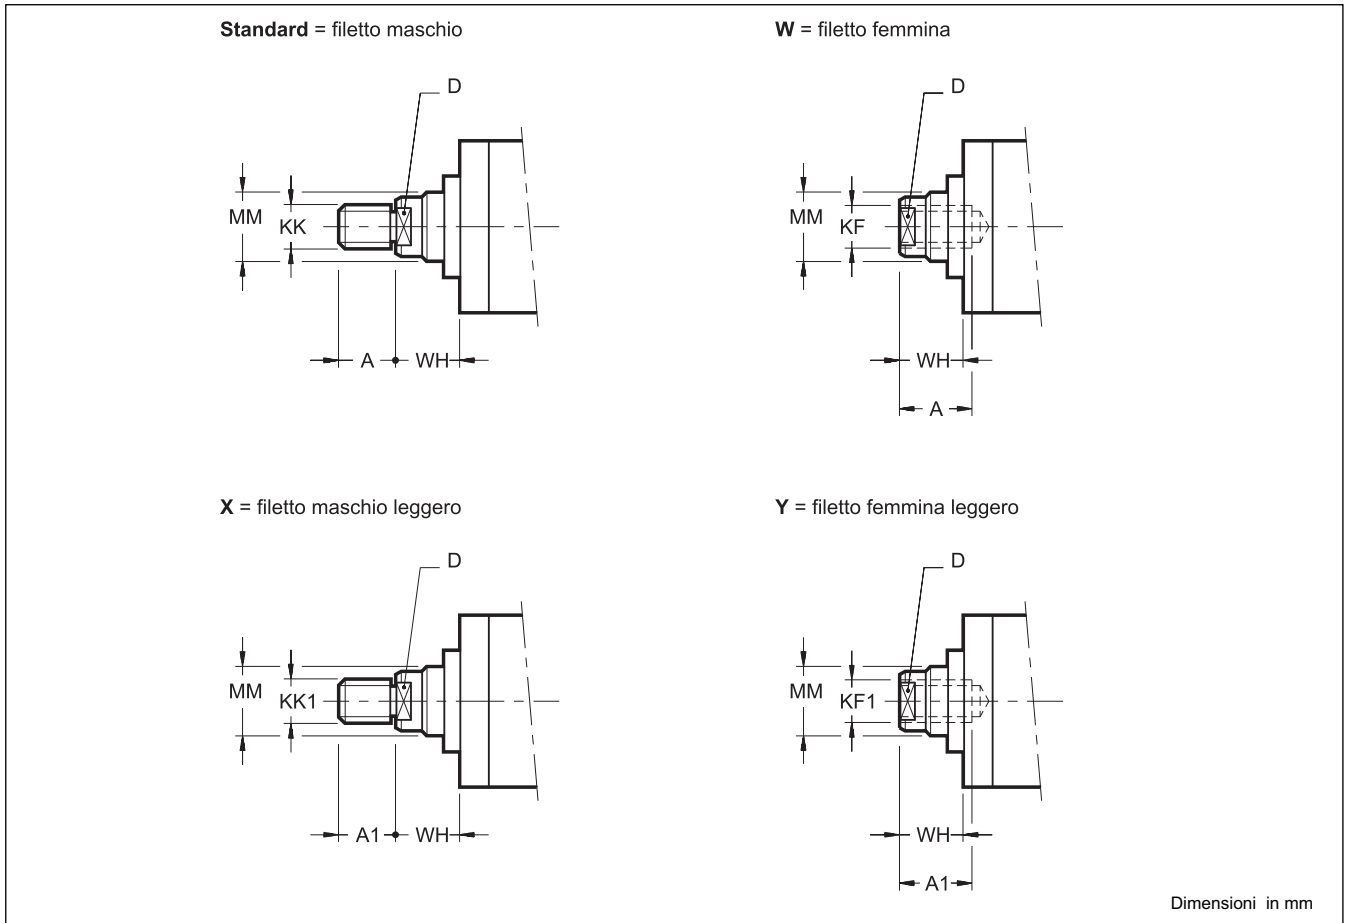 Standard = filetto maschio
W = filetto femmina
D
D
MM
KK
MM
KF
A
WH
WH
A
X = filetto maschio leggero
Y = filetto femmina leggero
D
D
MM
KK1
MM
KF1
A1
WH
WH
A1
Dimensioni in mm